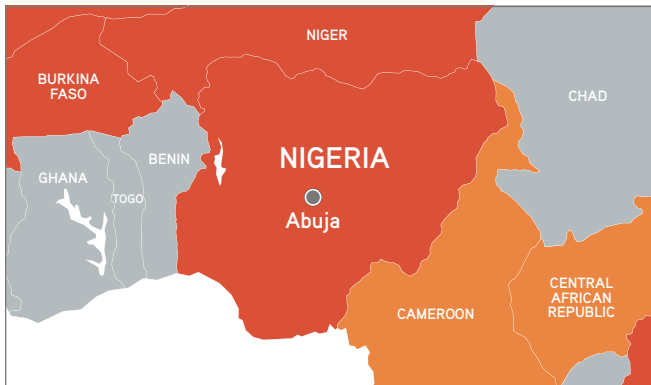 NIGER
BURKINA
FASO
CHAD
NIGERIA
BENIN
GHANA
TOGO
Abuja
CENTRAL
AFRICAN
REPUBLIC
CAMEROON